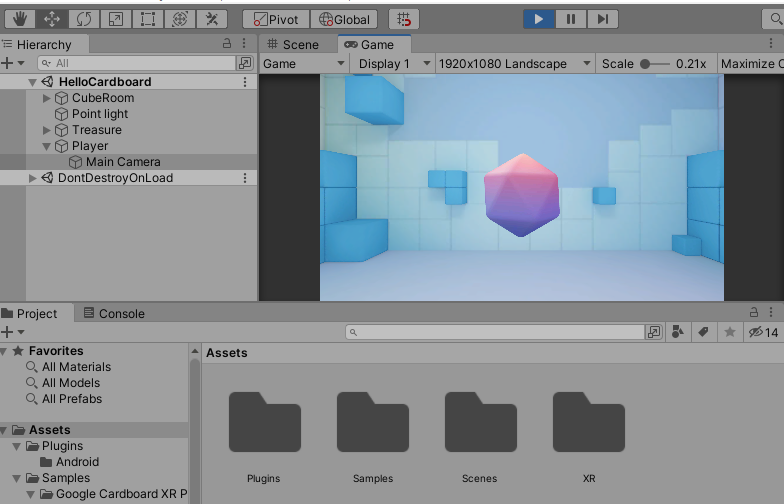 Pivot Global
Hierarchy
All
HelloCardboard
CubeRoom
Point light
Treasure
Player
Main Camera
DontDestroyOnLoad
Scene Game
Game Display 1 1920x1080 Landscape Scale 0.21x Maximize
Project Console
14
Favorites
All Materials
All Models
All Prefabs
Assets
Plugins
Android
Samples
Google Cardboard XR P
Assets
Plugins Samples Scenes XR